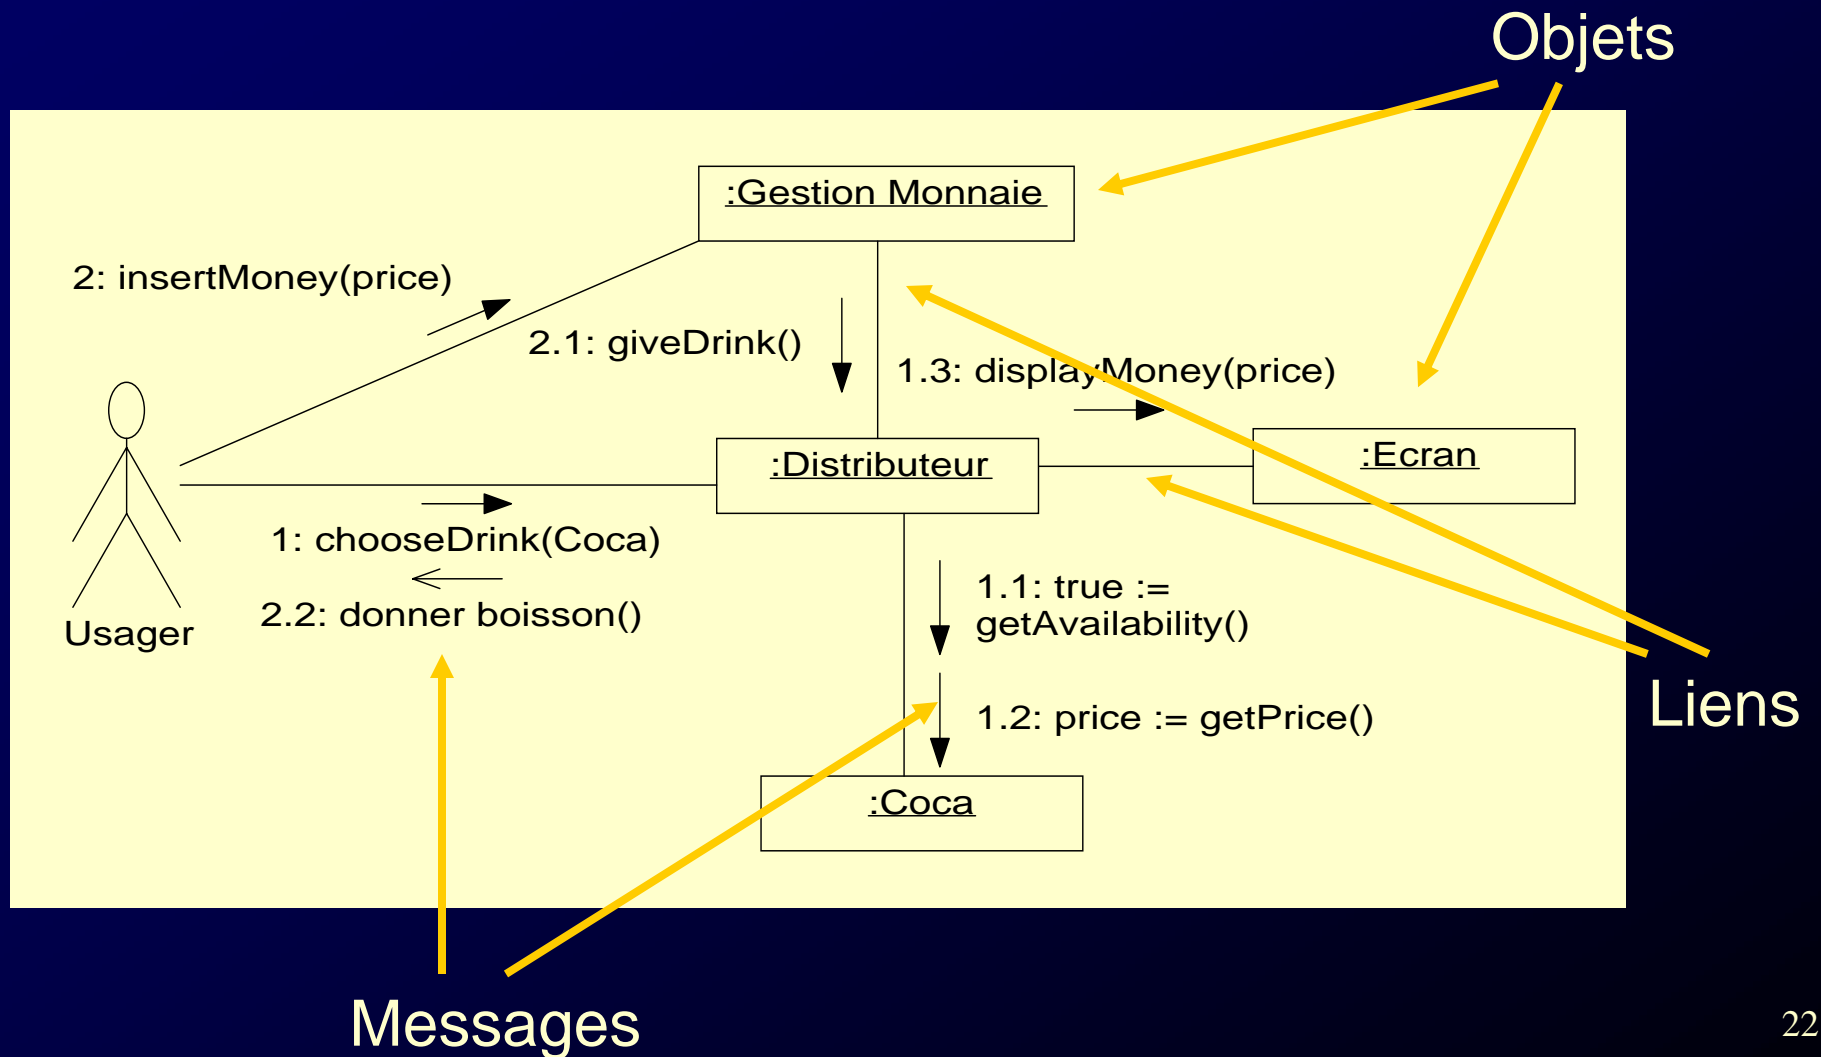 Objets
:Gestion Monnaie
2: insertMoney(price)
2.1: giveDrink()
1.3: displayMoney(price)
:Distributeur
:Ecran
1: chooseDrink(Coca)
2.2: donner boisson()
Usager
1.1: true :=
getAvailability()
1.2: price := getPrice()
Liens
:Coca
Messages
22